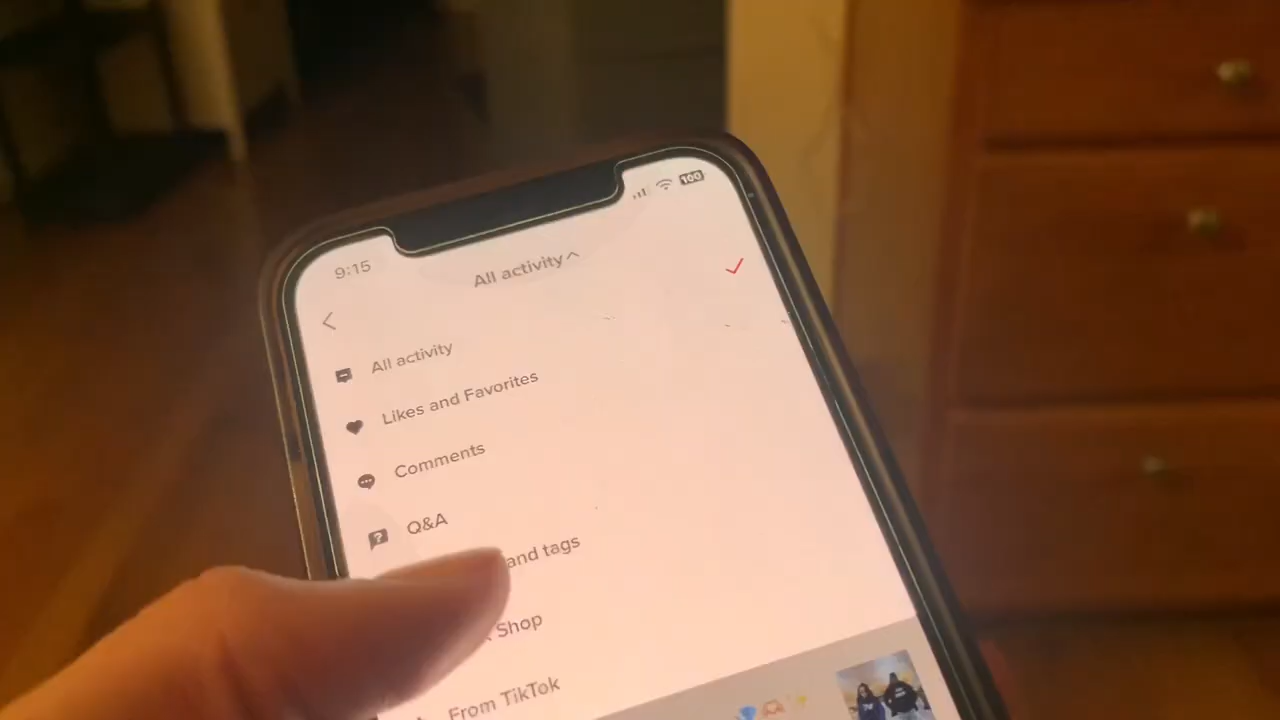 9:15
100
All activity
All activity
Likes and Favorites
Comments
Q&A
and tags
Shop
From TikTok